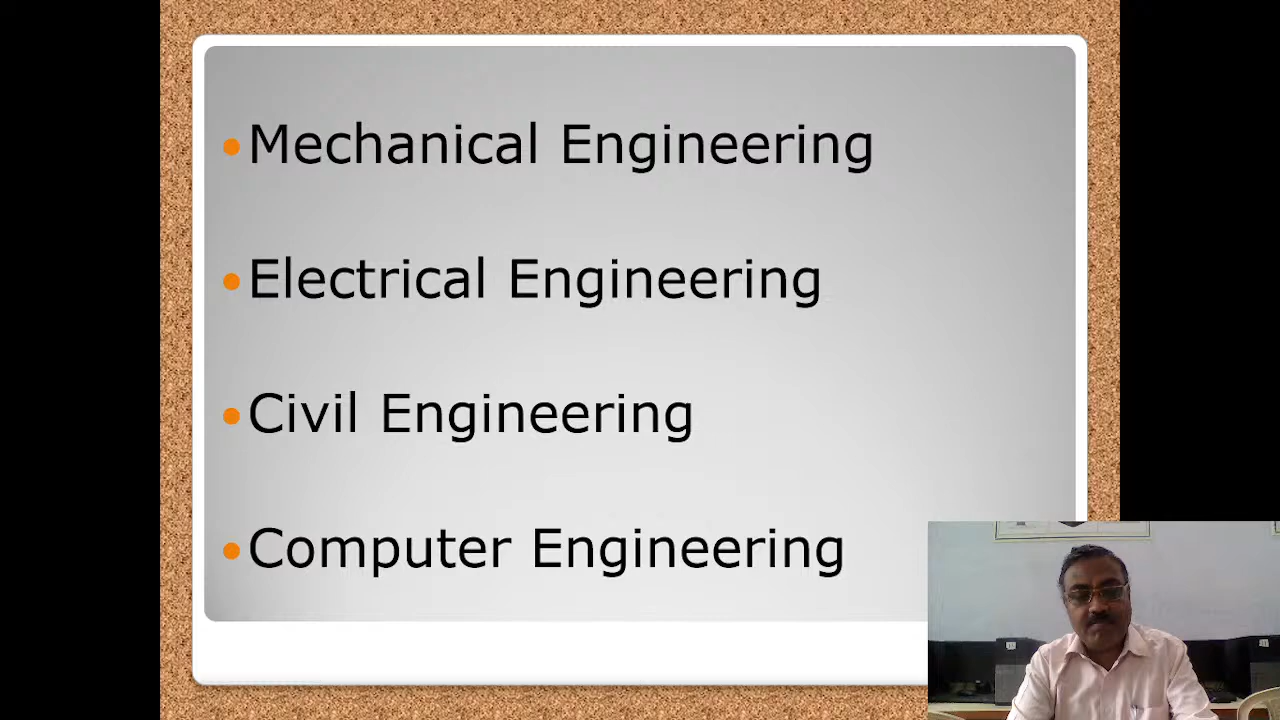 Mechanical Engineering
Electrical Engineering
Civil Engineering
Computer Engineering